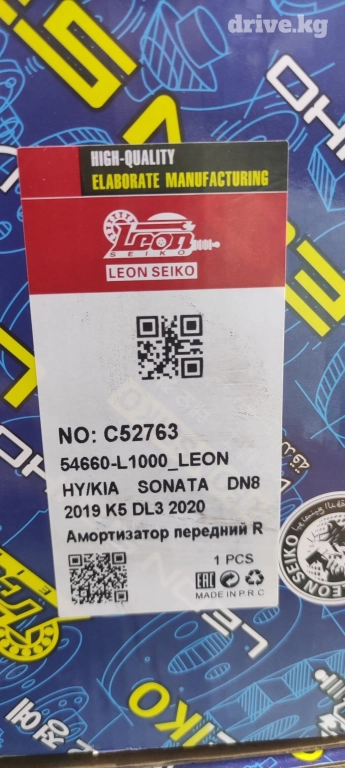 drive.kg
HIGH-QUALITY
ELABORATE MANUFACTURING
Leon
SEIKO
LEON SEIKO
NO: C52763
54660-L1000_LEON
HY/KIA SONATA DN8
2019 K5 DL3 2020
Амортизатор передний R
1 PCS
EAC
MADE IN P.R.C
LEON SEIKO